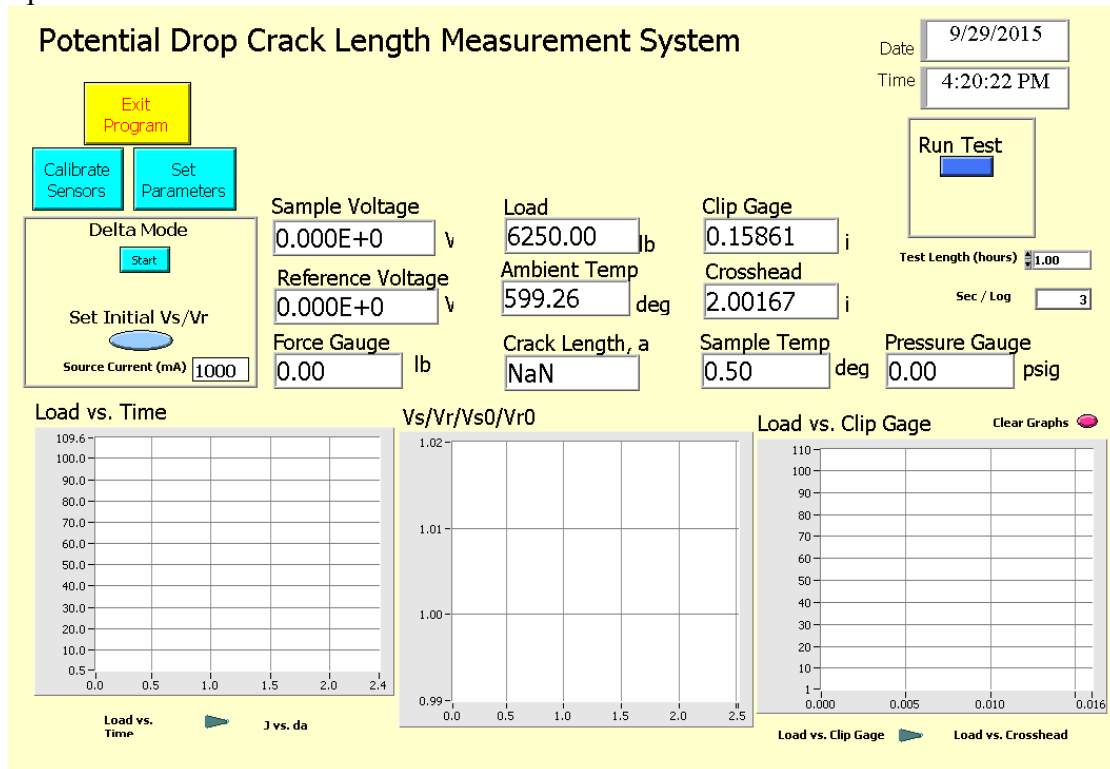 Potential Drop Crack Length Measurement System
Date 9/29/2015
Time 4:20:22 PM
Exit
Program
Run Test
Calibrate
Sensors
Set
Parameters
Delta Mode
Start
Set Initial Vs/Vr
Source Current (mA) 1000
Sample Voltage
0.000E+0 V
Load
6250.00 lb
Clip Gage
0.15861 i
Test Length (hours) 1.00
Reference Voltage
0.000E+0 V
Ambient Temp
599.26 deg
Crosshead
2.00167 i
Sec / Log 3
Force Gauge
0.00 lb
Crack Length, a
NaN
Sample Temp
0.50 deg
Pressure Gauge
0.00 psig
Load vs. Time
109.6
100.0
90.0
80.0
70.0
60.0
50.0
40.0
30.0
20.0
10.0
0.5
0.0 0.5 1.0 1.5 2.0 2.4
Load vs.
Time
J vs. da
Vs/Vr/Vs0/Vr0
1.02
1.01
1.00
0.99
0.0 0.5 1.0 1.5 2.0 2.5
Load vs. Clip Gage
Clear Graphs
110
100
90
80
70
60
50
40
30
20
10
1
0.000 0.005 0.010 0.016
Load vs. Clip Gage Load vs. Crosshead